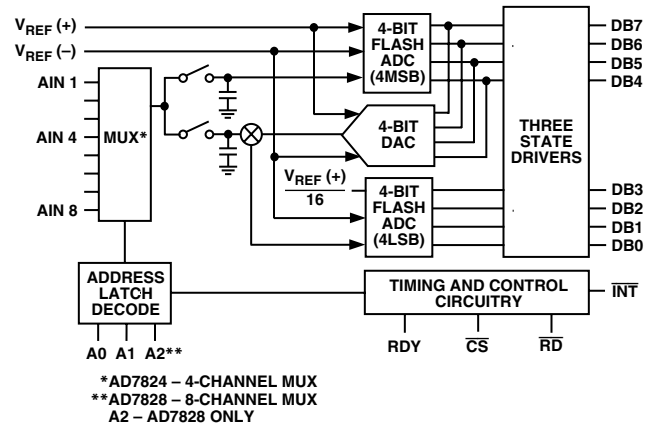 VREF (+)
VREF (–)
AIN 1
AIN 4
AIN 8
MUX*
4-BIT
FLASH
ADC
(4MSB)
4-BIT
DAC
VREF (+)
16
4-BIT
FLASH
ADC
(4LSB)
THREE
STATE
DRIVERS
DB7
DB6
DB5
DB4
DB3
DB2
DB1
DB0
ADDRESS
LATCH
DECODE
TIMING AND CONTROL
CIRCUITRY
INT
A0 A1 A2**
RDY CS RD
*AD7824 – 4-CHANNEL MUX
**AD7828 – 8-CHANNEL MUX
A2 – AD7828 ONLY